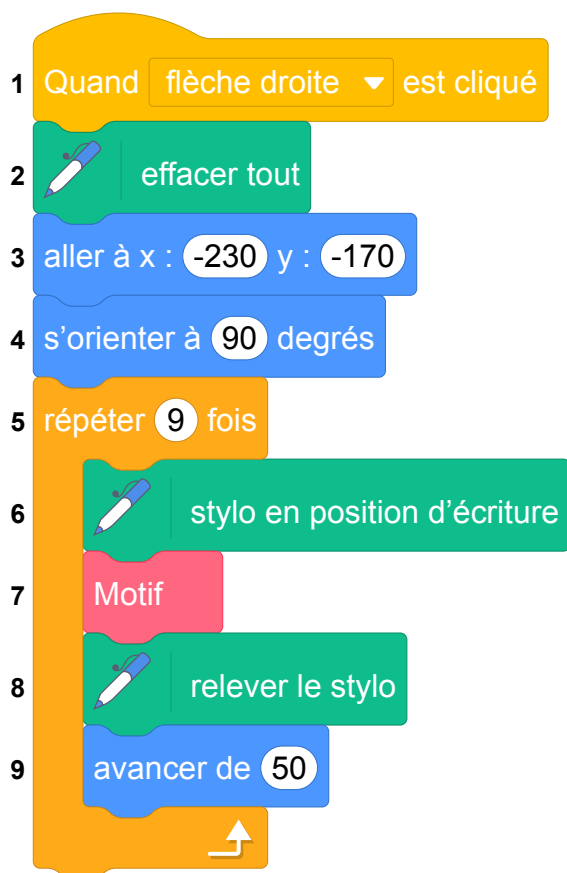 1 Quand flèche droite est cliqué
2 effacer tout
3 aller à x : -230 y : -170
4 s’orienter à 90 degrés
5 répéter 9 fois
6 stylo en position d’écriture
7 Motif
8 relever le stylo
9 avancer de 50